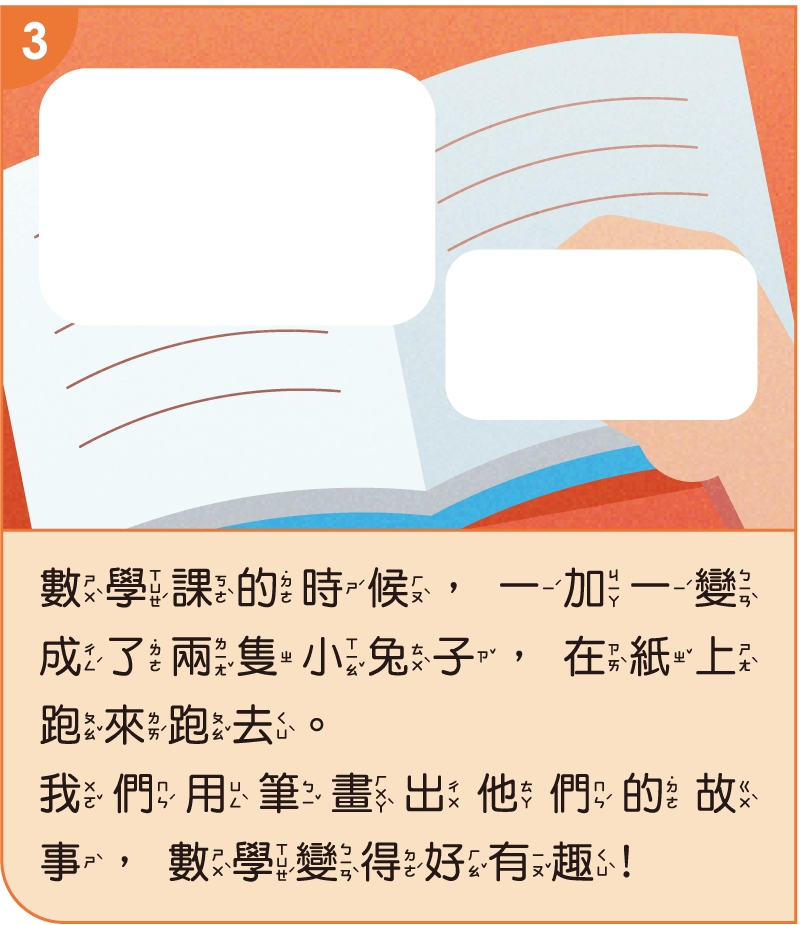 3
數學課的時候， 一加一變
成了兩隻小兔子， 在紙上
跑來跑去。
我們用筆畫出他們的故
事， 數學變得好有趣！